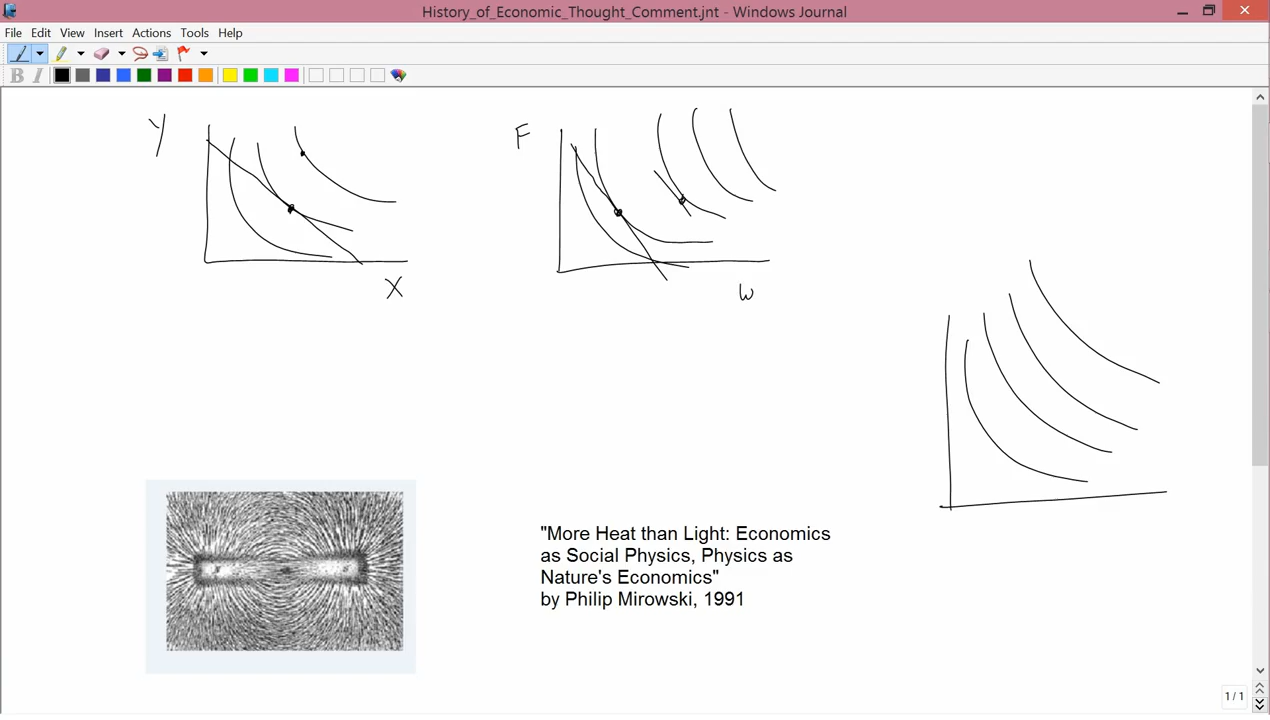 History_of_Economic_Thought_Comment.jnt - Windows Journal
File Edit View Insert Actions Tools Help
B I
Y
F
X
W
"More Heat than Light: Economics
as Social Physics, Physics as
Nature's Economics"
by Philip Mirowski, 1991
1 / 1